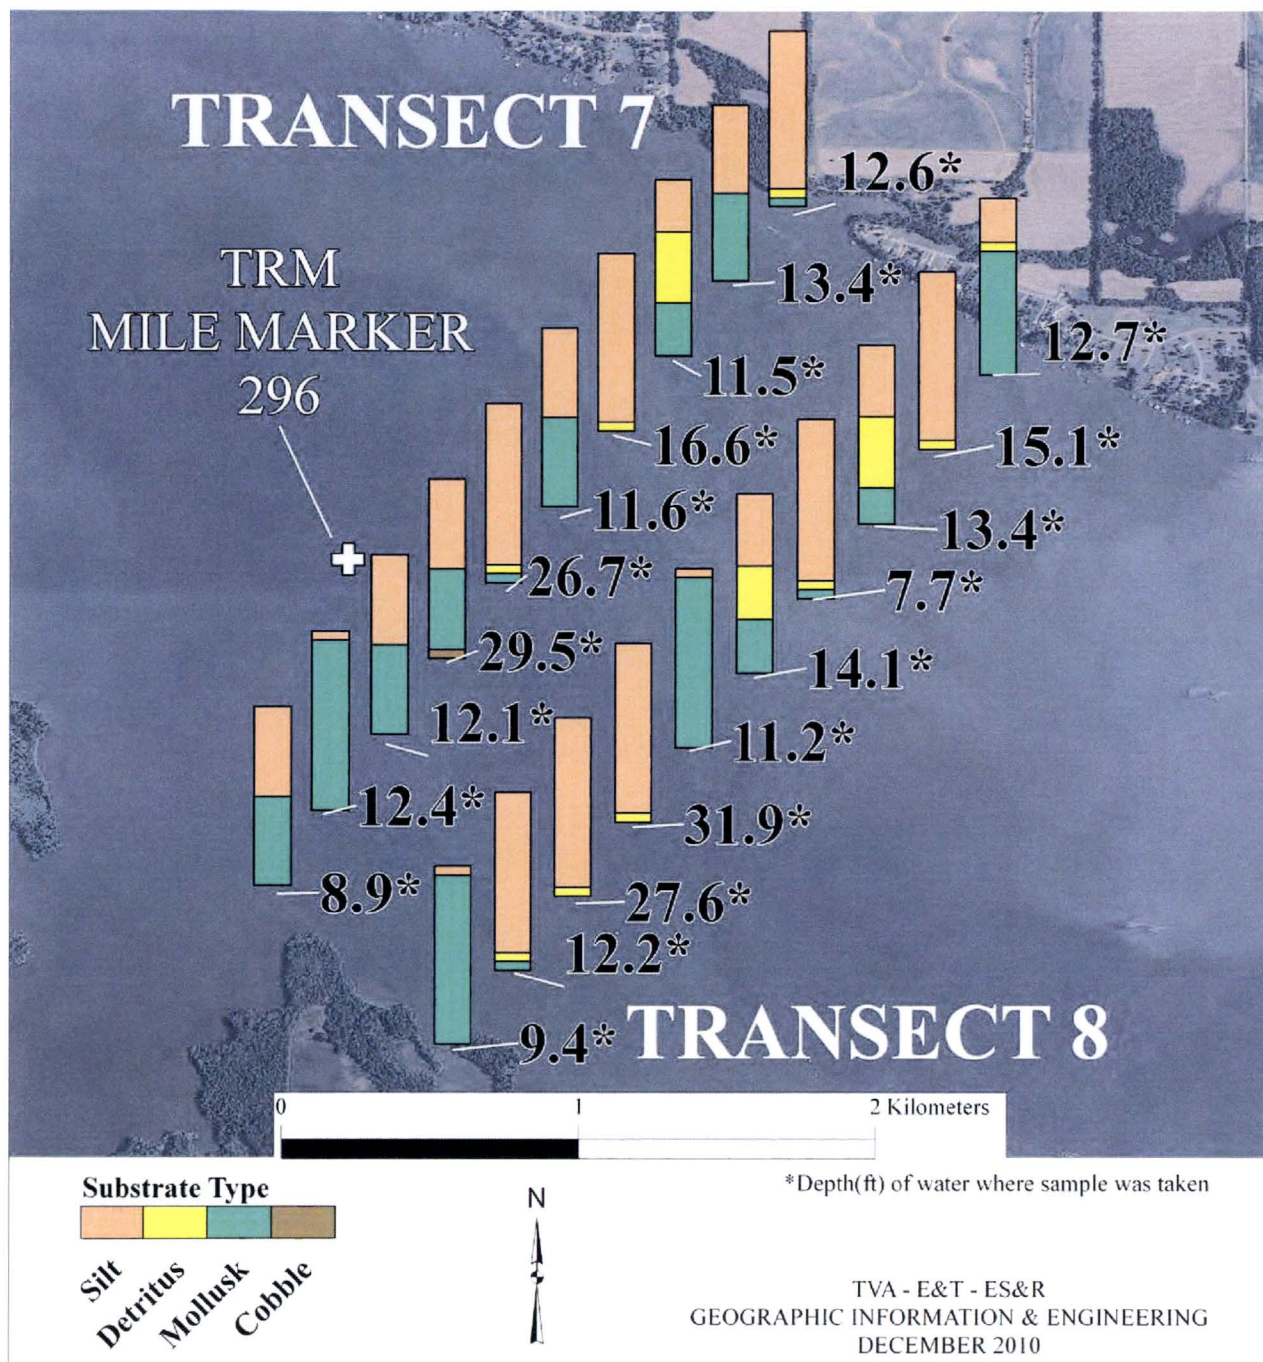 TRANSECT 7
12.6*
TRM
MILE MARKER
296
13.4*
12.7*
11.5*
16.6*
15.1*
11.6*
13.4*
26.7*
7.7*
29.5*
14.1*
12.1*
11.2*
12.4*
31.9*
8.9*
27.6*
12.2*
9.4*
TRANSECT 8
0 1 2 Kilometers
Substrate Type
Silt
Detritus
Mollusk
Cobble
N
*Depth(ft) of water where sample was taken
TVA - E&T - ES&R
GEOGRAPHIC INFORMATION & ENGINEERING
DECEMBER 2010